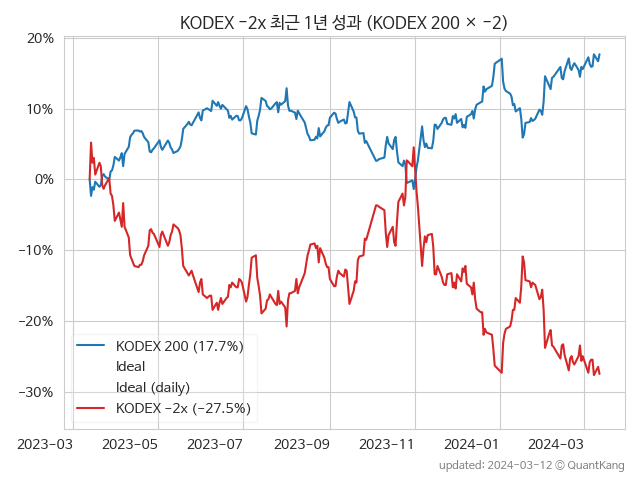 KODEX -2x 최근 1년 성과 (KODEX 200 × -2)
20%
10%
0%
-10%
-20%
-30%
KODEX 200 (17.7%)
Ideal
Ideal (daily)
KODEX -2x (-27.5%)
2023-03 2023-05 2023-07 2023-09 2023-11 2024-01 2024-03
updated: 2024-03-12 © QuantKang